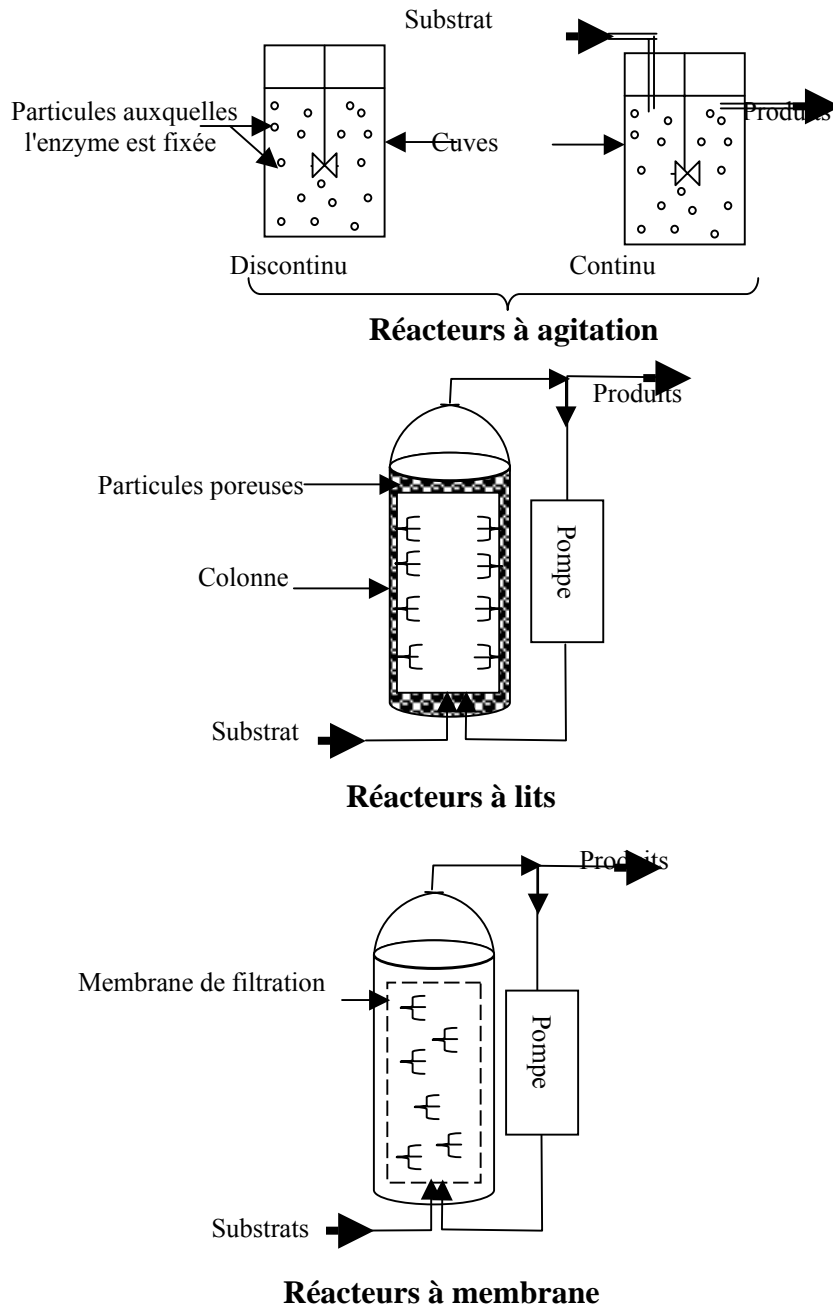 Substrat
Particules auxquelles
l'enzyme est fixée
Cuves
Produits
Discontinu
Continu
Réacteurs à agitation
Produits
Particules poreuses
Pompe
Colonne
Substrat
Réacteurs à lits
Produits
Membrane de filtration
Pompe
Substrats
Réacteurs à membrane